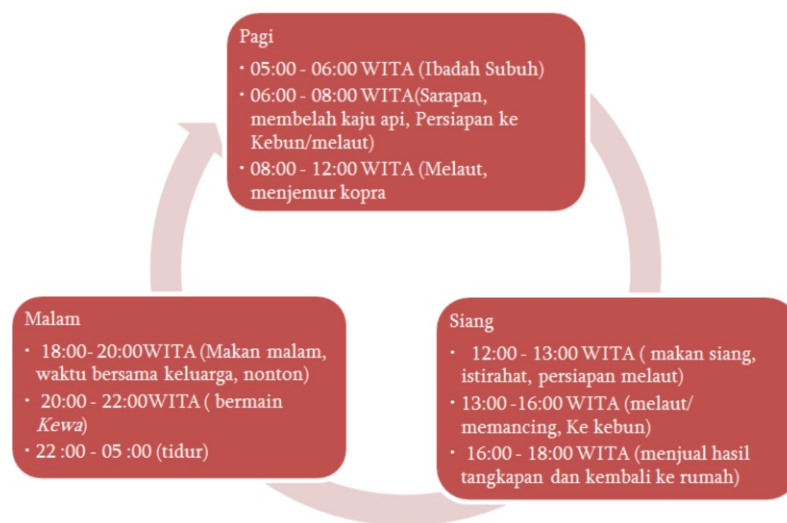 Pagi
· 05:00 - 06:00 WITA (Ibadah Subuh)
· 06:00 - 08:00 WITA(Sarapan,
membelah kaju api, Persiapan ke
Kebun/melaut)
· 08:00 - 12:00 WITA (Melaut,
menjemur kopra
Siang
· 12:00 - 13:00 WITA ( makan siang,
istirahat, persiapan melaut)
· 13:00 -16:00 WITA (melaut/
memancing, Ke kebun)
· 16:00 - 18:00 WITA (menjual hasil
tangkapan dan kembali ke rumah)
Malam
· 18:00- 20:00WITA (Makan malam,
waktu bersama keluarga, nonton)
· 20:00 - 22:00WITA ( bermain
Kewa)
· 22 :00 - 05 :00 (tidur)